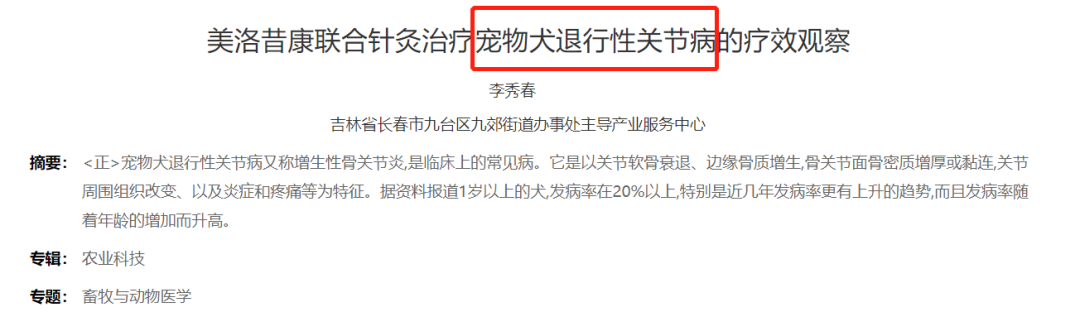 美洛昔康联合针灸治疗宠物犬退行性关节病的疗效观察
李秀春
吉林省长春市九台区九郊街道办事处主导产业服务中心
摘要： <正>宠物犬退行性关节病又称增生性骨关节炎,是临床上的常见病。它是以关节软骨衰退、边缘骨质增生,骨关节面骨密质增厚或黏连,关节
周围组织改变、以及炎症和疼痛等为特征。据资料报道1岁以上的犬,发病率在20%以上,特别是近几年发病率更有上升的趋势,而且发病率随
着年龄的增加而升高。
专辑： 农业科技
专题： 畜牧与动物医学